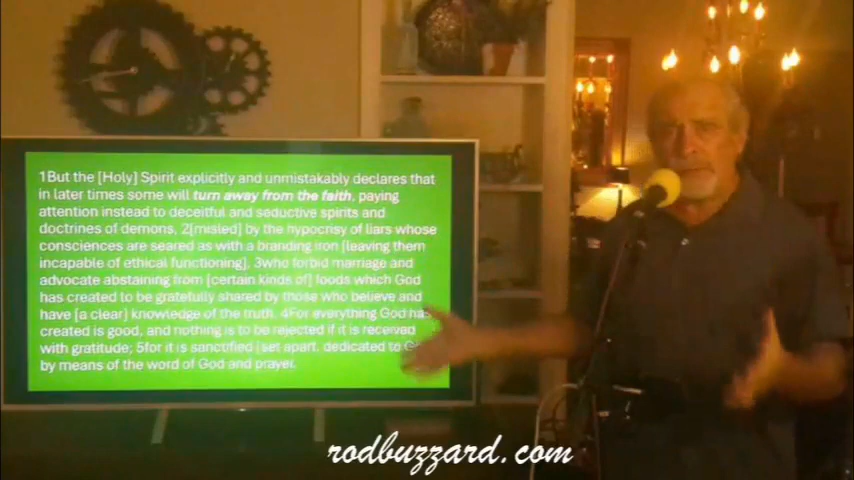 1But the [Holy] Spirit explicitly and unmistakably declares that
in later times some will turn away from the faith, paying
attention instead to deceitful and seductive spirits and
doctrines of demons, 2[misled] by the hypocrisy of liars whose
consciences are seared as with a branding iron [leaving them
incapable of ethical functioning], 3who forbid marriage and
advocate abstaining from [certain kinds of] foods which God
has created to be gratefully shared by those who believe and
have [a clear] knowledge of the truth. 4For everything God has
created is good, and nothing is to be rejected if it is received
with gratitude; 5for it is sanctified [set apart, dedicated to God]
by means of the word of God and prayer.
rodbuzzard.com